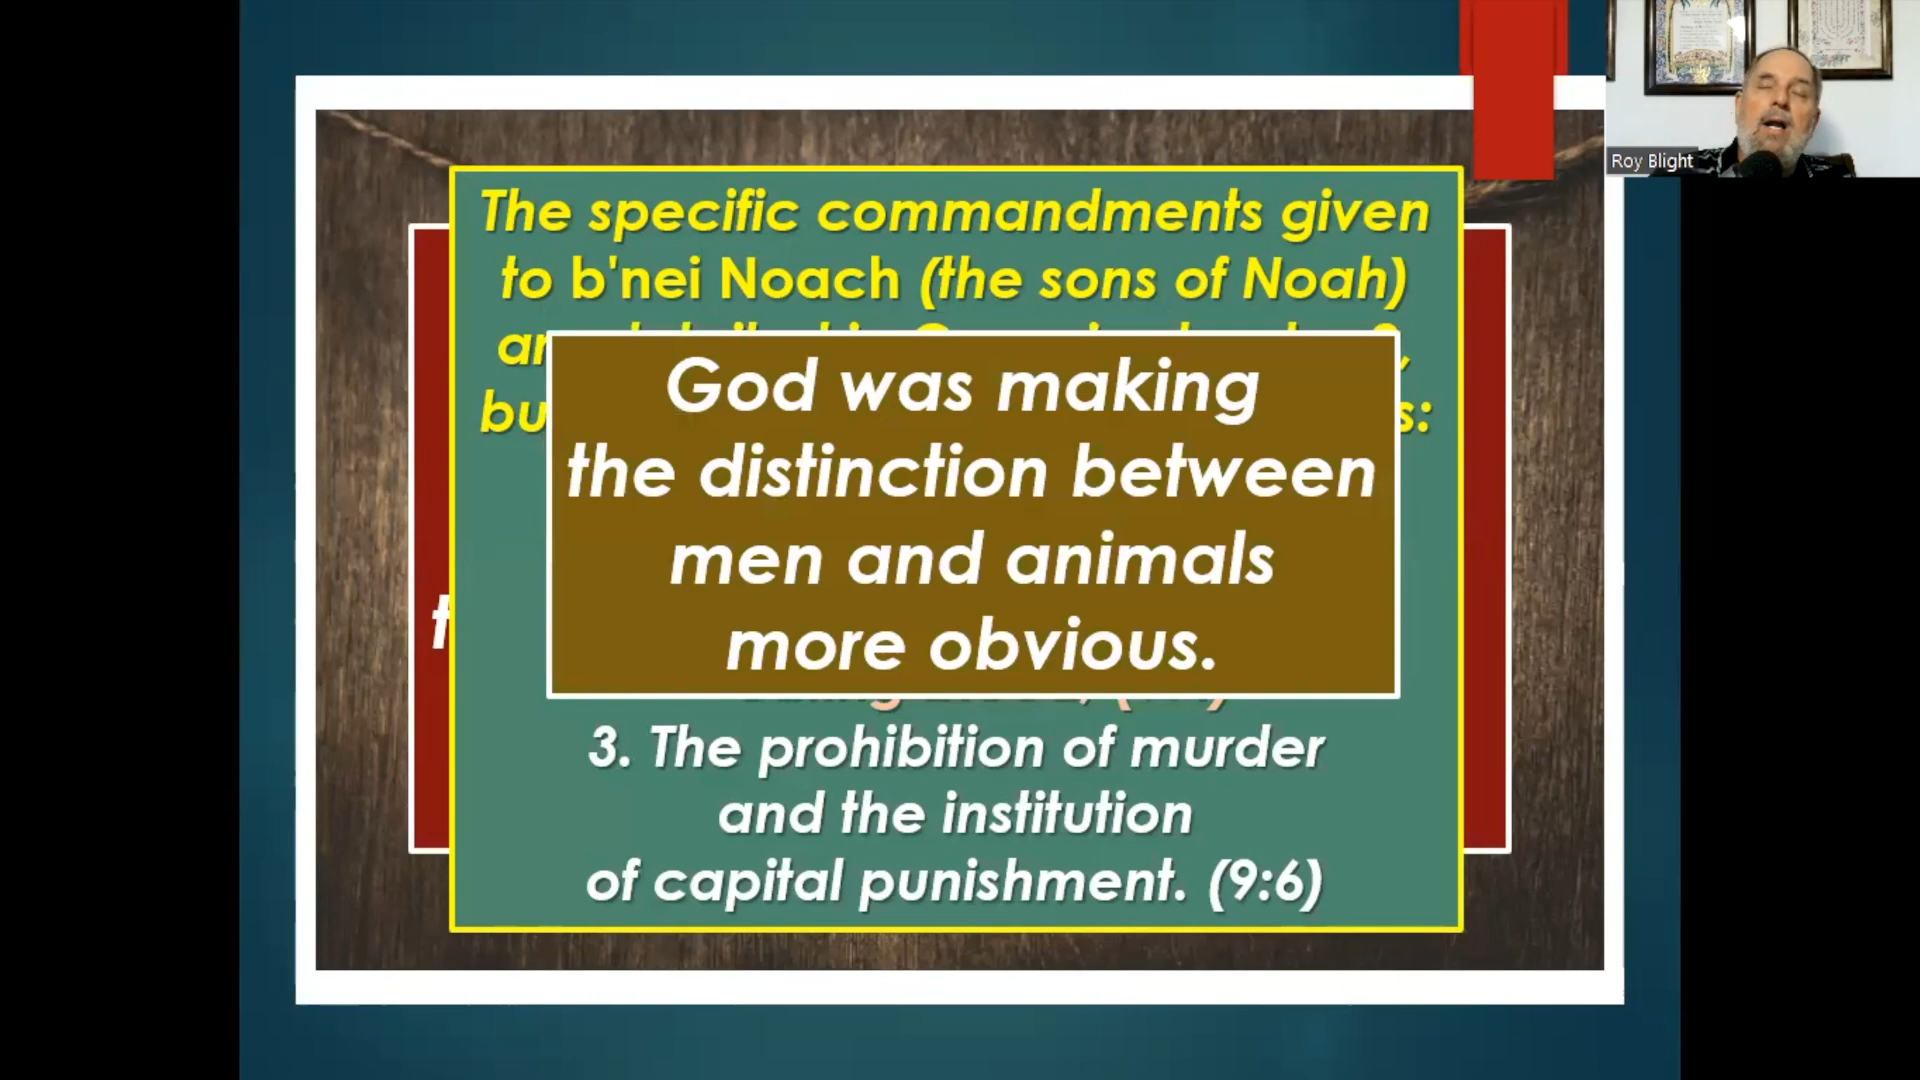 The specific commandments given
to b'nei Noach (the sons of Noah)
God was making
the distinction between
men and animals
more obvious.
3. The prohibition of murder
and the institution
of capital punishment. (9:6)
Roy Blight